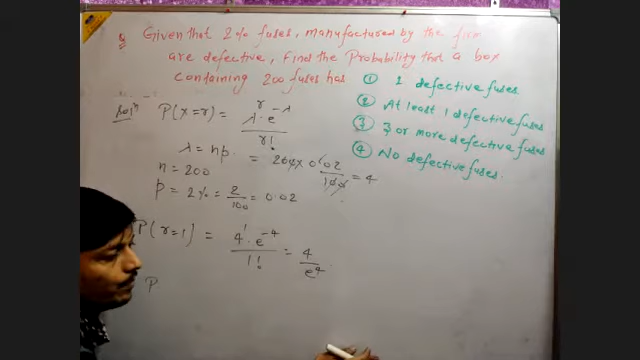 Q Given that 2% fuses, manufactured by the firm
are defective, Find the Probability that a box
containing 200 fuses has
① 1 defective fuses
② At least 1 defective fuses
③ 3 or more defective fuses
④ No defective fuses.
Solⁿ P(x=r) = λ^r · e^-λ / r!
λ = np. = 200 × 0.02 / 100 = 4
n = 200
p = 2% = 2/100 = 0.02
P(r=1) = 4^1 · e^-4 / 1! = 4 / e^4
P